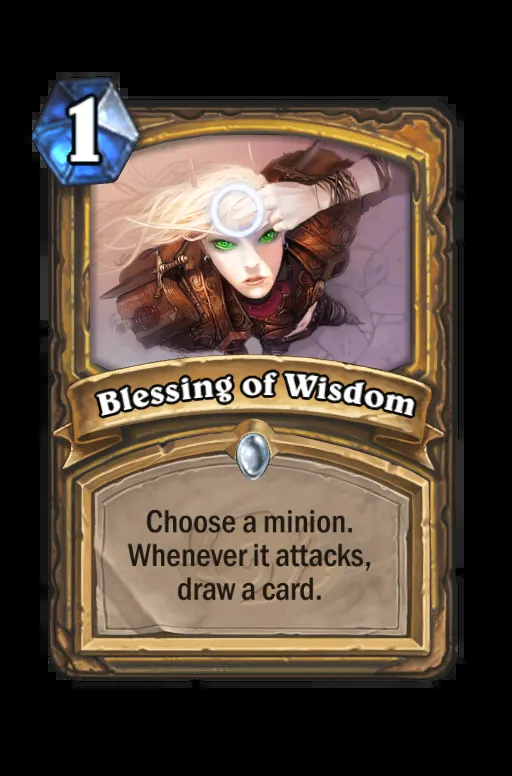 1
Blessing of Wisdom
Choose a minion.
Whenever it attacks,
draw a card.